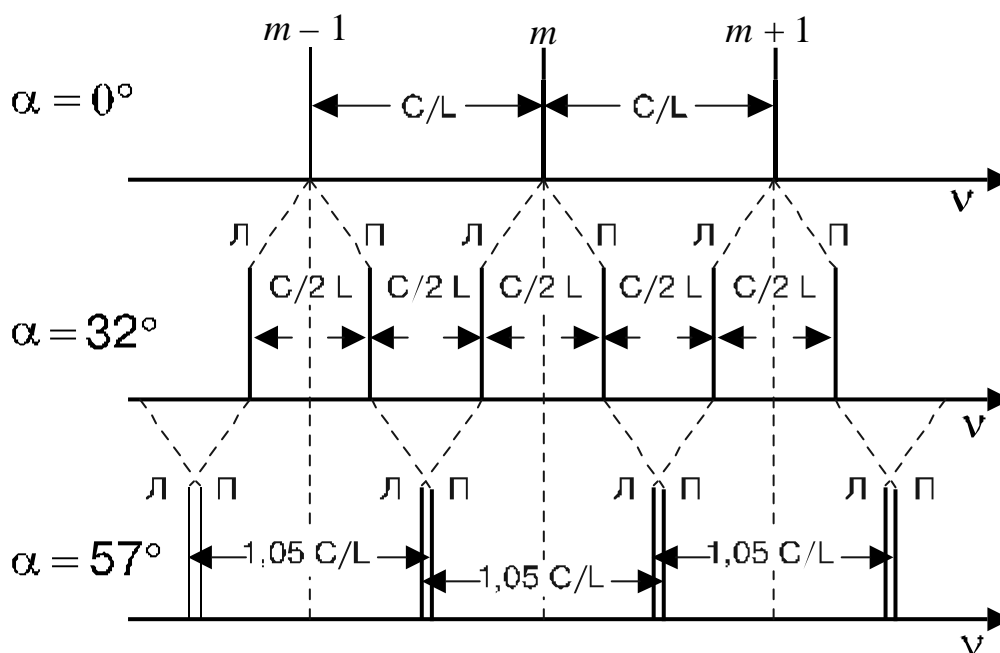 m – 1 m m + 1
α = 0° C/L C/L
ν
Л П Л П Л П
C/2 L C/2 L C/2 L C/2 L C/2 L
α = 32°
ν
Л П Л П Л П Л П
α = 57° 1,05 C/L 1,05 C/L 1,05 C/L
ν